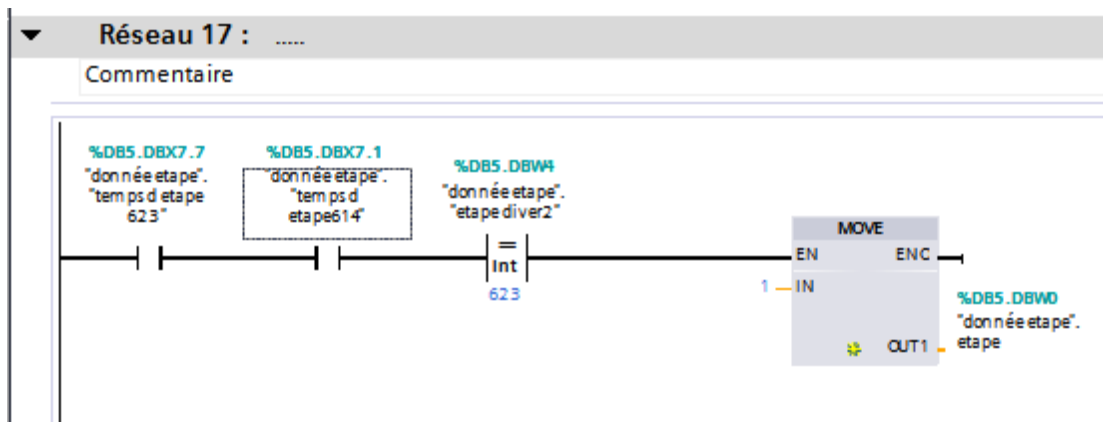 Réseau 17 : .....
Commentaire
%DB5.DBX7.7
"donnée etape".
"temps d etape
623"
%DB5.DBX7.1
"donnée etape".
"temps d
etape614"
%DB5.DBW4
"donnée etape".
"etape diver2"
=
Int
623
MOVE
EN
ENC
1
IN
OUT1
%DB5.DBW0
"donnée etape".
etape